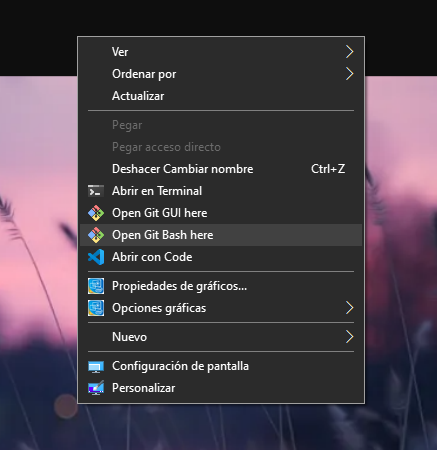 Ver
Ordenar por
Actualizar
Pegar
Pegar acceso directo
Deshacer Cambiar nombre Ctrl+Z
Abrir en Terminal
Open Git GUI here
Open Git Bash here
Abrir con Code
Propiedades de gráficos...
Opciones gráficas
Nuevo
Configuración de pantalla
Personalizar